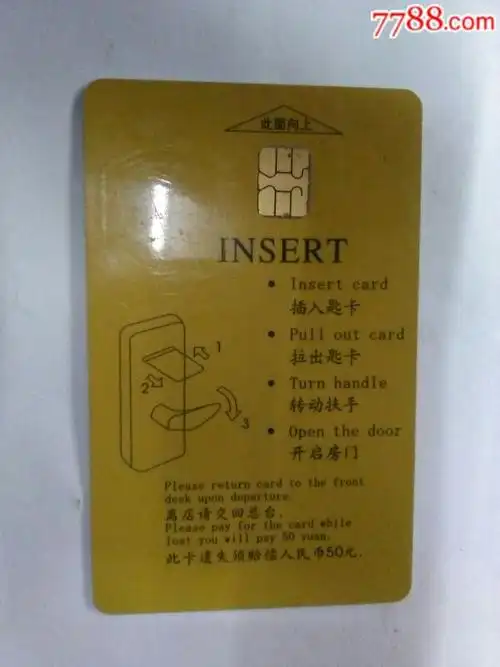 7788.com
此面向上
INSERT
• Insert card
插入匙卡
• Pull out card
拉出匙卡
• Turn handle
转动扶手
• Open the door
开启房门
1
2
3
Please return card to the front
desk upon departure.
离店请交回总台.
Please pay for the card while
lost you will pay 50 yuan.
此卡遗失须赔偿人民币50元.